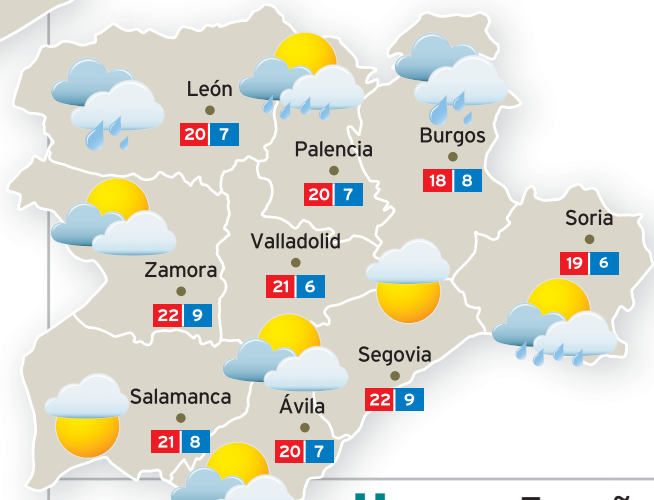 León
20 7
Palencia
20 7
Burgos
18 8
Soria
19 6
Valladolid
21 6
Zamora
22 9
Segovia
22 9
Salamanca
21 8
Ávila
20 7